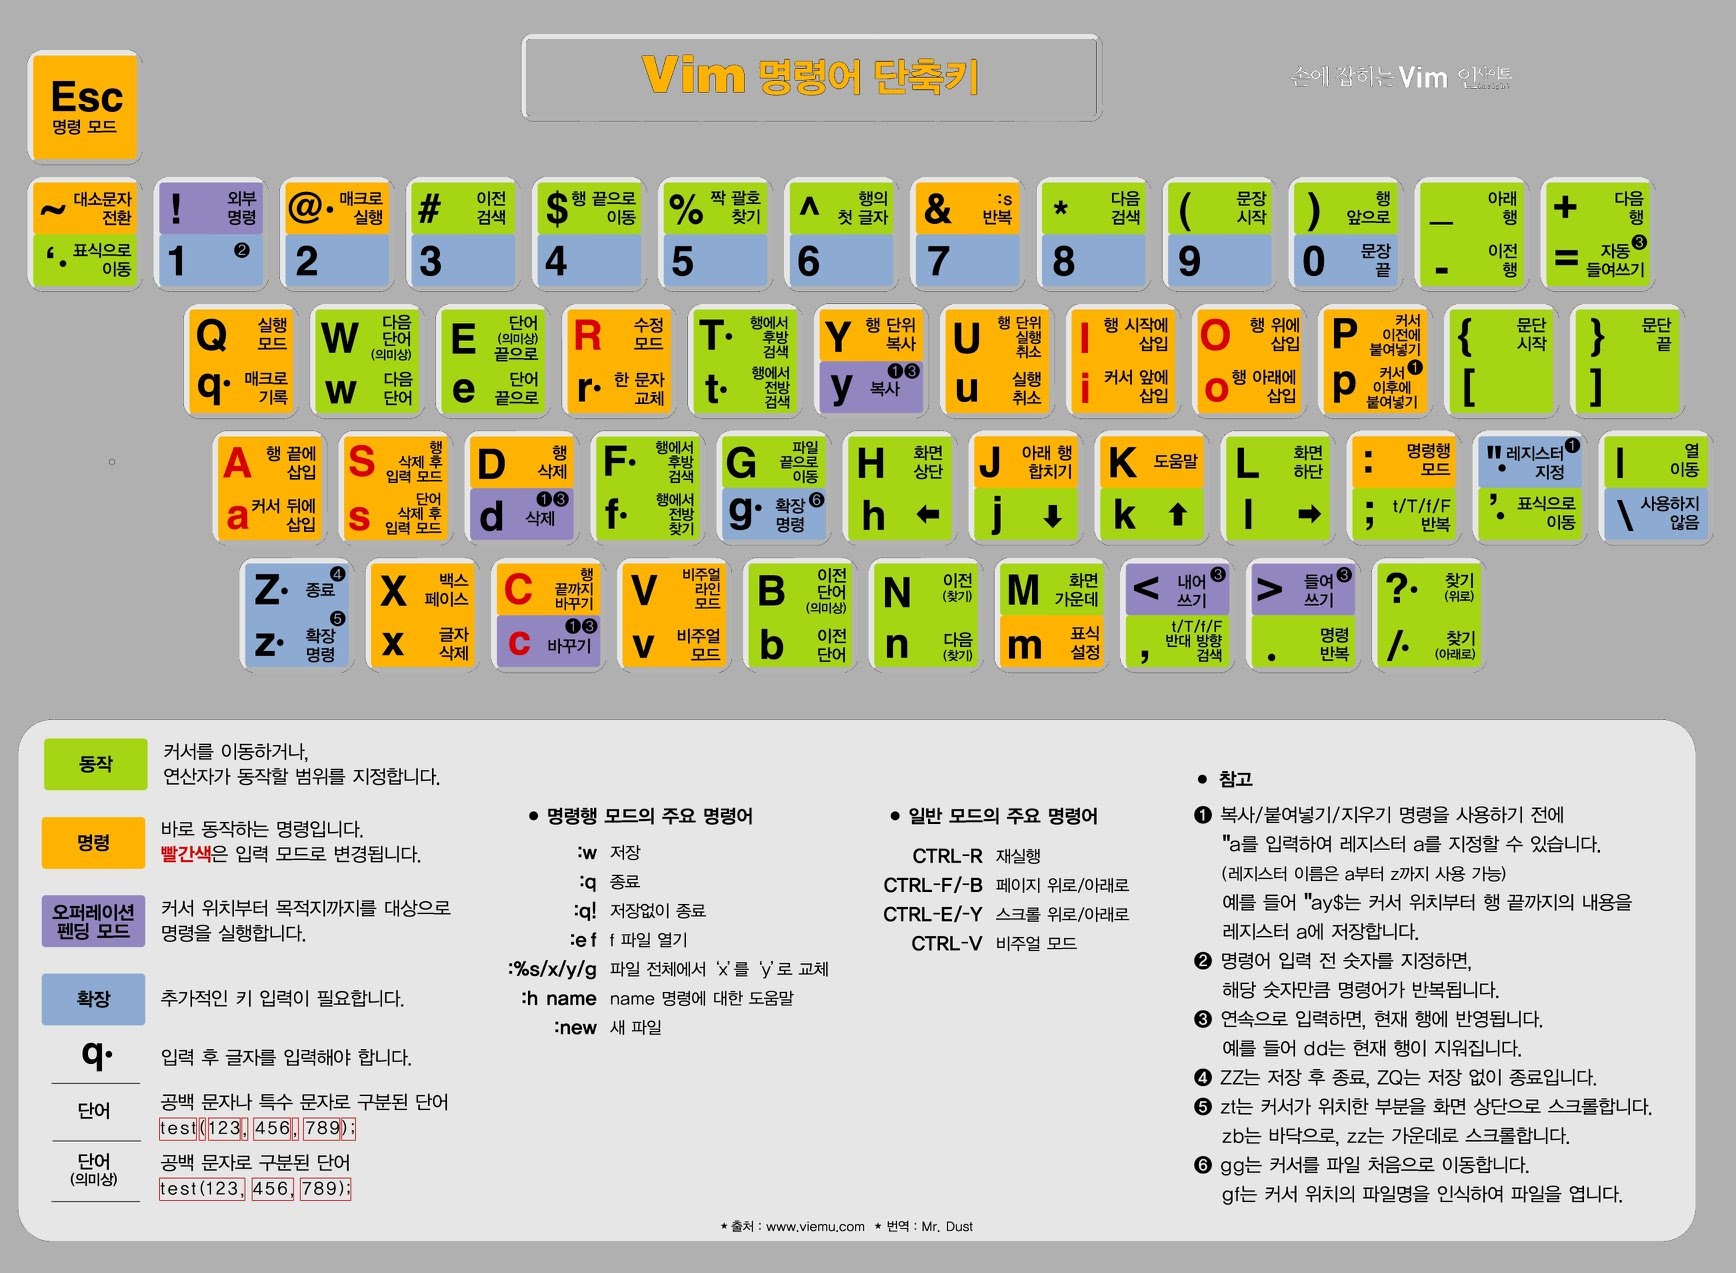 Vim 명령어 단축키
손에 잡히는 Vim 인사이트
Esc
명령 모드
~ 대소문자 전환
‘. 표식으로 이동
! 외부 명령
1 ❷
@· 매크로 실행
2
# 이전 검색
3
$ 행 끝으로 이동
4
% 짝 괄호 찾기
5
^ 행의 첫 글자
6
& :s 반복
7
* 다음 검색
8
( 문장 시작
9
) 행 앞으로
0 문장 끝
_ 아래 행
- 이전 행
+ 다음 행
= 자동 ❸ 들여쓰기
Q 실행 모드
q· 매크로 기록
W 다음 단어 (의미상)
w 다음 단어
E 단어 (의미상) 끝으로
e 단어 끝으로
R 수정 모드
r· 한 문자 교체
T· 행에서 후방 검색
t· 행에서 전방 검색
Y 행 단위 복사
y 복사 ❶❸
U 행 단위 실행 취소
u 실행 취소
I 행 시작에 삽입
i 커서 앞에 삽입
O 행 위에 삽입
o 행 아래에 삽입
P 커서 이전에 붙여넣기
p 커서 ❶ 이후에 붙여넣기
{ 문단 시작
[
} 문단 끝
]
A 행 끝에 삽입
a 커서 뒤에 삽입
S 행 삭제 후 입력 모드
s 단어 삭제 후 입력 모드
D 행 삭제
d 삭제 ❶❸
F· 행에서 후방 검색
f· 행에서 전방 찾기
G 파일 끝으로 이동
g· 확장 명령 ❻
H 화면 상단
h ←
J 아래 행 합치기
j ↓
K 도움말
k ↑
L 화면 하단
l →
: 명령행 모드
; t/T/f/F 반복
"· 레지스터 지정 ❶
’· 표식으로 이동
| 열 이동
\ 사용하지 않음
Z· 종료 ❹
z· 확장 명령 ❺
X 백스페이스
x 글자 삭제
C 행 끝까지 바꾸기
c 바꾸기 ❶❸
V 비주얼 라인 모드
v 비주얼 모드
B 이전 단어 (의미상)
b 이전 단어
N 이전 (찾기)
n 다음 (찾기)
M 화면 가운데
m 표식 설정
< 내어 쓰기 ❸
, t/T/f/F 반대 방향 검색
> 들여 쓰기 ❸
. 명령 반복
?· 찾기 (위로)
/· 찾기 (아래로)
동작
커서를 이동하거나,
연산자가 동작할 범위를 지정합니다.
명령
바로 동작하는 명령입니다.
빨간색은 입력 모드로 변경됩니다.
오퍼레이션
펜딩 모드
커서 위치부터 목적지까지를 대상으로
명령을 실행합니다.
확장
추가적인 키 입력이 필요합니다.
q·
입력 후 글자를 입력해야 합니다.
단어
공백 문자나 특수 문자로 구분된 단어
test(123, 456, 789);
단어
(의미상)
공백 문자로 구분된 단어
test(123, 456, 789);
● 명령행 모드의 주요 명령어
:w 저장
:q 종료
:q! 저장없이 종료
:e f f 파일 열기
:%s/x/y/g 파일 전체에서 ‘x’를 ‘y’로 교체
:h name name 명령에 대한 도움말
:new 새 파일
● 일반 모드의 주요 명령어
CTRL-R 재실행
CTRL-F/-B 페이지 위로/아래로
CTRL-E/-Y 스크롤 위로/아래로
CTRL-V 비주얼 모드
● 참고
❶ 복사/붙여넣기/지우기 명령을 사용하기 전에
"a를 입력하여 레지스터 a를 지정할 수 있습니다.
(레지스터 이름은 a부터 z까지 사용 가능)
예를 들어 "ay$는 커서 위치부터 행 끝까지의 내용을
레지스터 a에 저장합니다.
❷ 명령어 입력 전 숫자를 지정하면,
해당 숫자만큼 명령어가 반복됩니다.
❸ 연속으로 입력하면, 현재 행에 반영됩니다.
예를 들어 dd는 현재 행이 지워집니다.
❹ ZZ는 저장 후 종료, ZQ는 저장 없이 종료입니다.
❺ zt는 커서가 위치한 부분을 화면 상단으로 스크롤합니다.
zb는 바닥으로, zz는 가운데로 스크롤합니다.
❻ gg는 커서를 파일 처음으로 이동합니다.
gf는 커서 위치의 파일명을 인식하여 파일을 엽니다.
* 출처 : www.viemu.com * 번역 : Mr. Dust